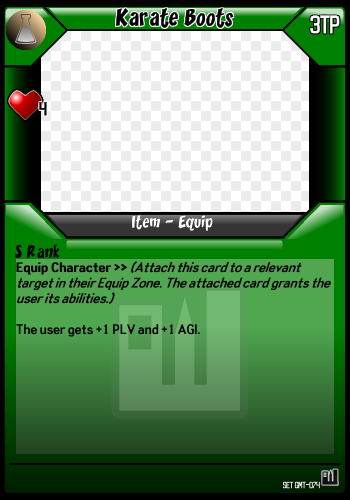 Karate Boots
3TP
4
Item - Equip
S Rank
Equip Character >> (Attach this card to a relevant
target in their Equip Zone. The attached card grants the
user its abilities.)
The user gets +1 PLV and +1 AGI.
SET GMT-074